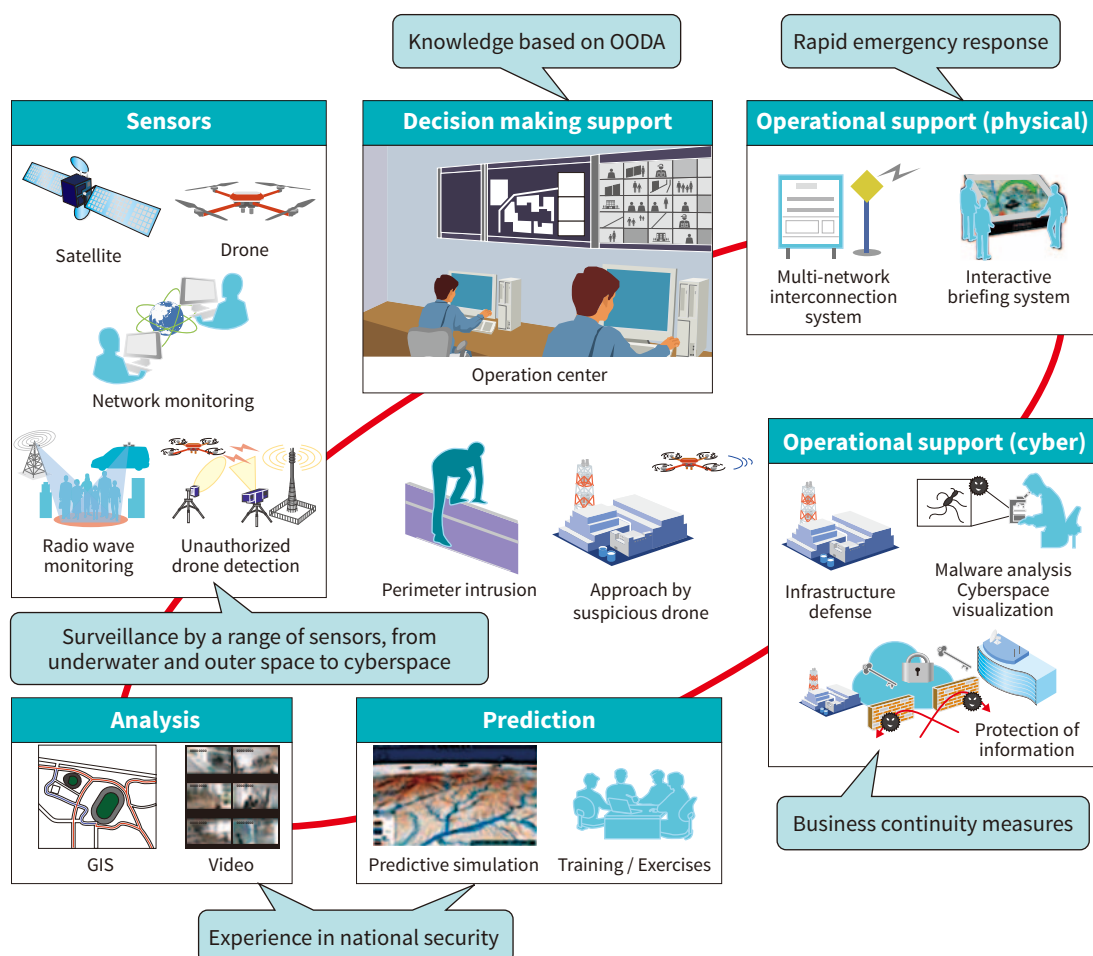 Knowledge based on OODA
Rapid emergency response
Sensors
Satellite
Drone
Network monitoring
Radio wave
monitoring
Unauthorized
drone detection
Surveillance by a range of sensors, from
underwater and outer space to cyberspace
Decision making support
Operation center
Operational support (physical)
Multi-network
interconnection
system
Interactive
briefing system
Perimeter intrusion
Approach by
suspicious drone
Operational support (cyber)
Infrastructure
defense
Malware analysis
Cyberspace
visualization
Protection of
information
Business continuity measures
Analysis
GIS
Video
Prediction
Predictive simulation
Training / Exercises
Experience in national security